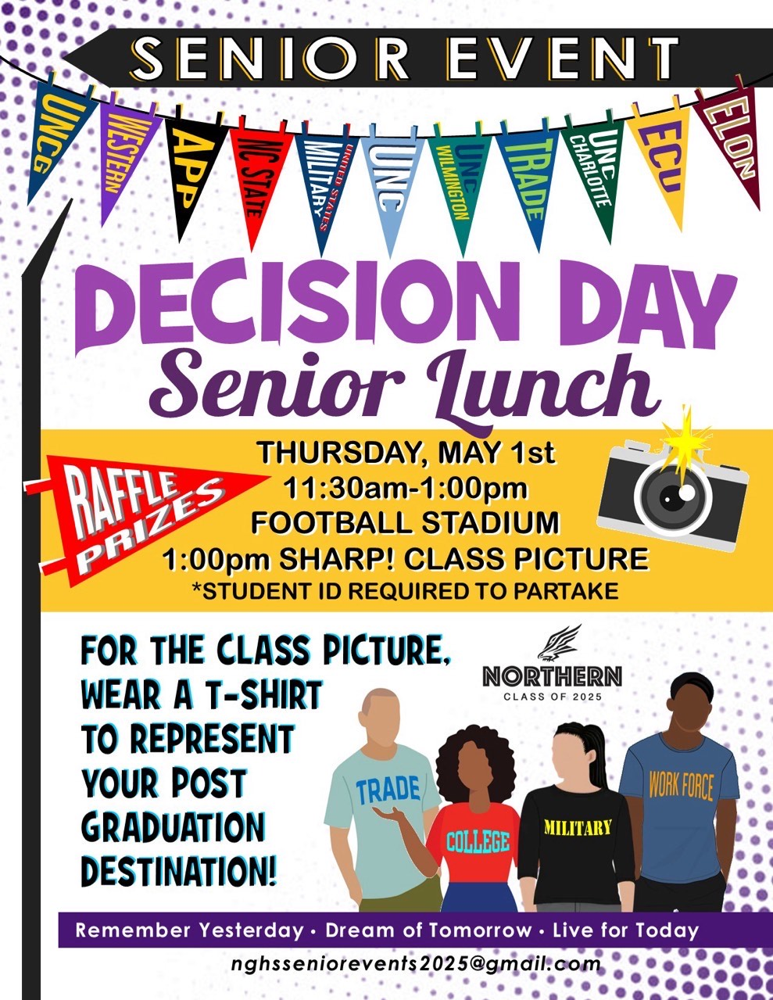 SENIOR EVENT
UNCG
WESTERN
APP
NC STATE
UNITED STATES
MILITARY
UNC
UNC
WILMINGTON
TRADE
UNC
CHARLOTTE
ECU
ELON
DECISION DAY
Senior Lunch
RAFFLE
PRIZES
THURSDAY, MAY 1st
11:30am-1:00pm
FOOTBALL STADIUM
1:00pm SHARP! CLASS PICTURE
*STUDENT ID REQUIRED TO PARTAKE
FOR THE CLASS PICTURE,
WEAR A T-SHIRT
TO REPRESENT
YOUR POST
GRADUATION
DESTINATION!
NORTHERN
CLASS OF 2025
TRADE
COLLEGE
MILITARY
WORK FORCE
Remember Yesterday • Dream of Tomorrow • Live for Today
nghsseniorevents2025@gmail.com